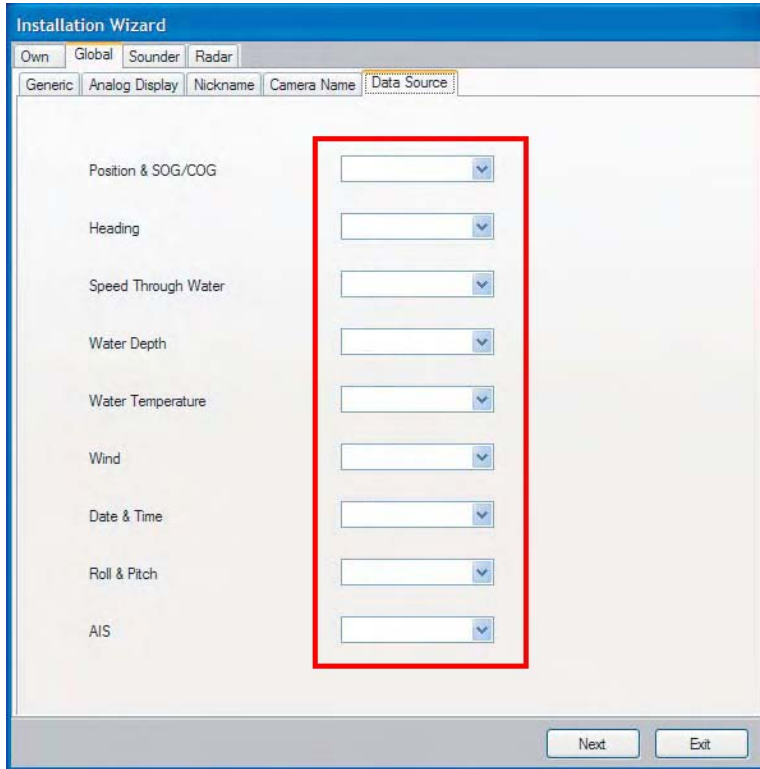 Installation Wizard
Own Global Sounder Radar
Generic Analog Display Nickname Camera Name Data Source
Position & SOG/COG
Heading
Speed Through Water
Water Depth
Water Temperature
Wind
Date & Time
Roll & Pitch
AIS
Next Exit